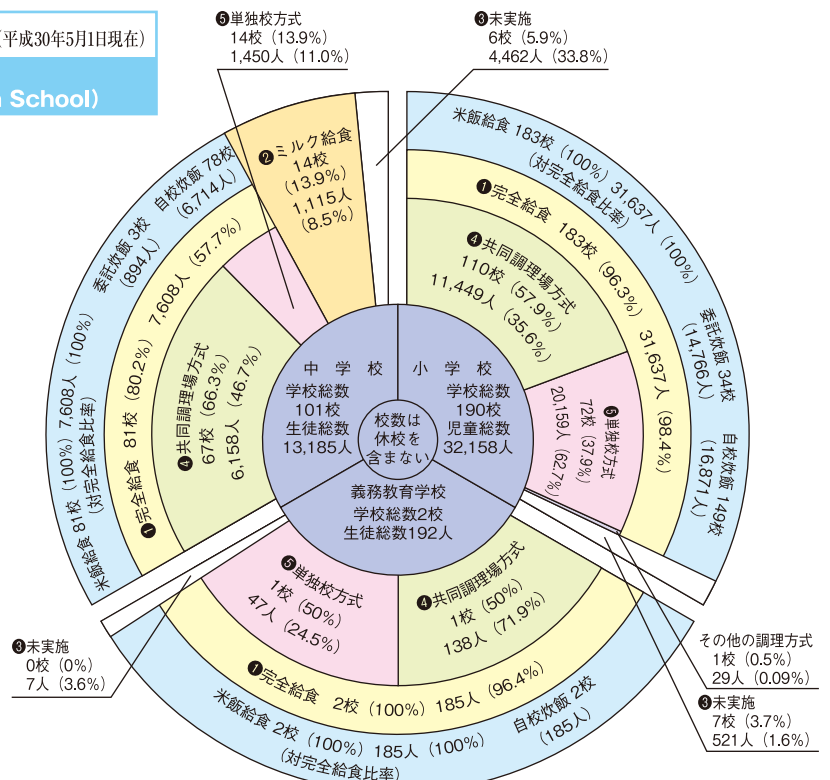 (平成30年5月1日現在)
School)
❺単独校方式
14校（13.9%）
1,450人（11.0%）
❸未実施
6校（5.9%）
4,462人（33.8%）
❷ミルク給食
14校
(13.9%)
1,115人
(8.5%)
米飯給食 183校（100%）31,637人（100%）
（対完全給食比率）
❶完全給食 183校（96.3%）31,637人（98.4%）
❹共同調理場方式
110校（57.9%）
11,449人（35.6%）
委託炊飯 34校
（14,766人）
自校炊飯 149校
（16,871人）
❺単独校方式
72校（37.9%）
20,159人（62.7%）
小学校
学校総数
190校
児童総数
32,158人
中学校
学校総数
101校
生徒総数
13,185人
校数は
休校を
含まない
義務教育学校
学校総数2校
生徒総数192人
自校炊飯 78校
（6,714人）
委託炊飯 3校
（894人）
米飯給食 81校（100%）7,608人（100%）
（対完全給食比率）
❶完全給食 81校（80.2%）7,608人（57.7%）
❹共同調理場方式
67校（66.3%）
6,158人（46.7%）
❺単独校方式
1校（50%）
47人（24.5%）
❹共同調理場方式
1校（50%）
138人（71.9%）
❶完全給食 2校（100%）185人（96.4%）
米飯給食 2校（100%）185人（100%）
（対完全給食比率）
自校炊飯 2校
（185人）
❸未実施
0校（0%）
7人（3.6%）
その他の調理方式
1校（0.5%）
29人（0.09%）
❸未実施
7校（3.7%）
521人（1.6%）